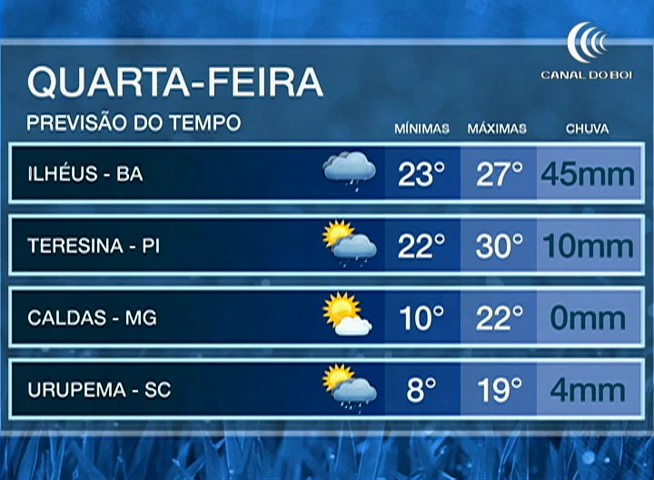 CANAL DO BOI
QUARTA-FEIRA
PREVISÃO DO TEMPO
MÍNIMAS MÁXIMAS CHUVA
ILHÉUS - BA 23° 27° 45mm
TERESINA - PI 22° 30° 10mm
CALDAS - MG 10° 22° 0mm
URUPEMA - SC 8° 19° 4mm